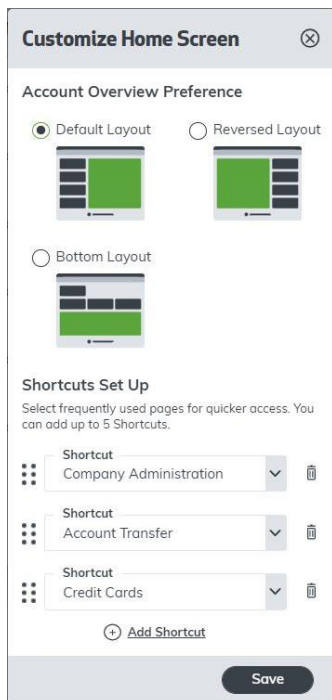 Customize Home Screen
Account Overview Preference
Default Layout
Reversed Layout
Bottom Layout
Shortcuts Set Up
Select frequently used pages for quicker access. You
can add up to 5 Shortcuts.
Shortcut
Company Administration
Shortcut
Account Transfer
Shortcut
Credit Cards
Add Shortcut
Save